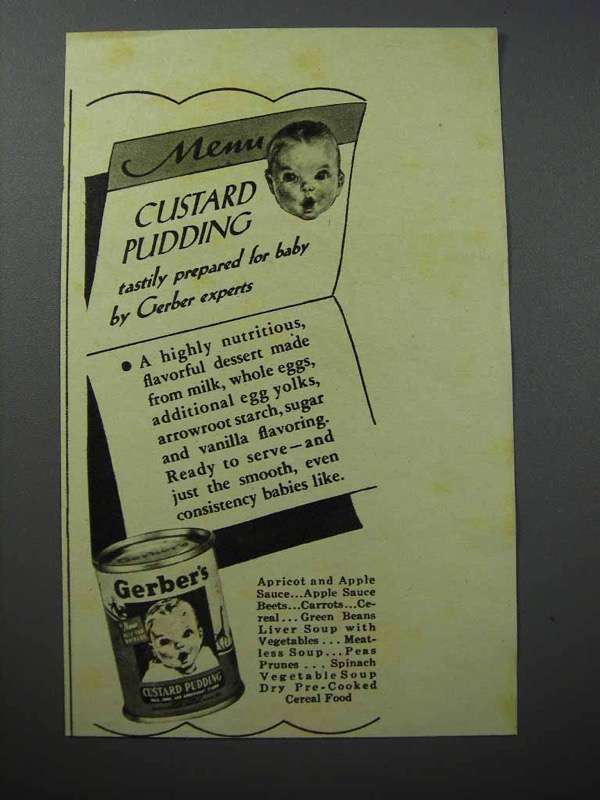 Menu
CUSTARD
PUDDING
tastily prepared for baby
by Gerber experts
• A highly nutritious,
flavorful dessert made
from milk, whole eggs,
additional egg yolks,
arrowroot starch, sugar
and vanilla flavoring.
Ready to serve—and
just the smooth, even
consistency babies like.
Gerber's
CUSTARD PUDDING
Apricot and Apple
Sauce...Apple Sauce
Beets...Carrots...Ce-
real...Green Beans
Liver Soup with
Vegetables...Meat-
less Soup...Peas
Prunes...Spinach
Vegetable Soup
Dry Pre-Cooked
Cereal Food